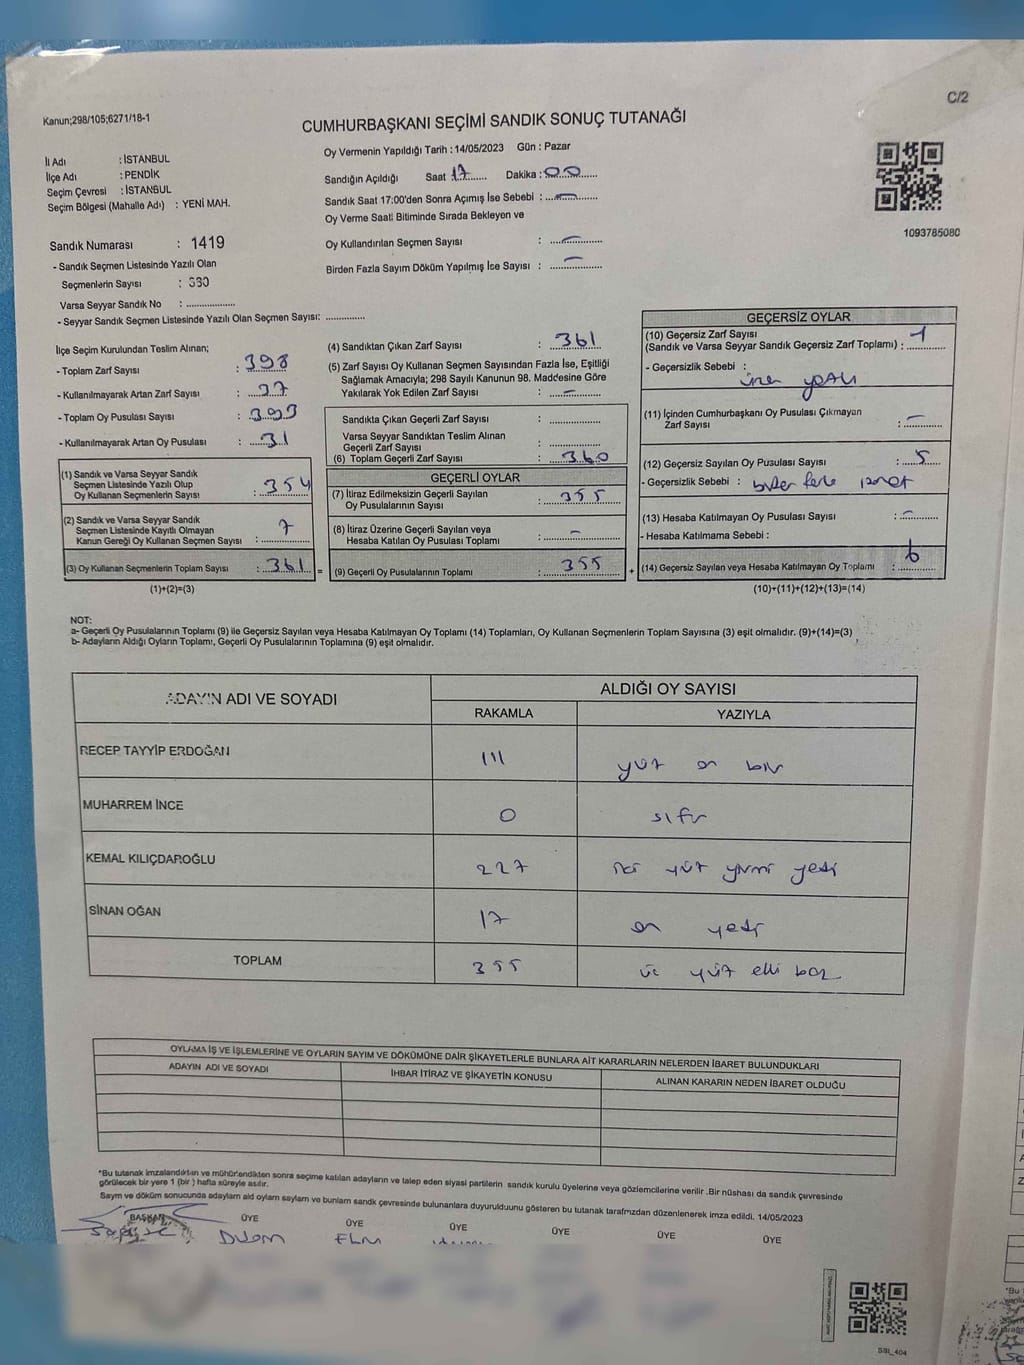 C/2
Kanun;298/105;6271/18-1
CUMHURBAŞKANI SEÇİMİ SANDIK SONUÇ TUTANAĞI
İl Adı : İSTANBUL
İlçe Adı : PENDİK
Seçim Çevresi : İSTANBUL
Seçim Bölgesi (Mahalle Adı) : YENİ MAH.
Sandık Numarası : 1419
- Sandık Seçmen Listesinde Yazılı Olan
Seçmenlerin Sayısı : 380
Varsa Seyyar Sandık No : ..................
- Seyyar Sandık Seçmen Listesinde Yazılı Olan Seçmen Sayısı: ..............
Oy Vermenin Yapıldığı Tarih : 14/05/2023 Gün : Pazar
Sandığın Açıldığı Saat 17 Dakika : 00
Sandık Saat 17:00'den Sonra Açımış İse Sebebi : —
Oy Verme Saati Bitiminde Sırada Bekleyon ve
Oy Kullandırılan Seçmen Sayısı : —
Birden Fazla Sayım Döküm Yapılmış İse Sayısı : —
1093785080
İlçe Seçim Kurulundan Teslim Alınan;
- Toplam Zarf Sayısı : 398
- Kullanılmayarak Artan Zarf Sayısı : 37
- Toplam Oy Pusulası Sayısı : 393
- Kullanılmayarak Artan Oy Pusulası : 31
(1) Sandık ve Varsa Seyyar Sandık
Seçmen Listesinde Yazılı Olup
Oy Kullanan Seçmenlerin Sayısı : 354
(2) Sandık ve Varsa Seyyar Sandık
Seçmen Listesinde Kayıtlı Olmayan
Kanun Gereği Oy Kullanan Seçmen Sayısı : 7
(3) Oy Kullanan Seçmenlerin Toplam Sayısı : 361 =
(1)+(2)=(3)
(4) Sandıktan Çıkan Zarf Sayısı : 361
(5) Zarf Sayısı Oy Kullanan Seçmen Sayısından Fazla İse, Eşitliği
Sağlamak Amacıyla; 298 Sayılı Kanunun 98. Maddesine Göre
Yakılarak Yok Edilen Zarf Sayısı : —
Sandıkta Çıkan Geçerli Zarf Sayısı : ..................
Varsa Seyyar Sandıktan Teslim Alınan
Geçerli Zarf Sayısı : ..................
(6) Toplam Geçerli Zarf Sayısı : 360
GEÇERLİ OYLAR
(7) İtiraz Edilmeksizin Geçerli Sayılan
Oy Pusulalarının Sayısı : 355
(8) İtiraz Üzerine Geçerli Sayılan veya
Hesaba Katılan Oy Pusulası Toplamı : —
(9) Geçerli Oy Pusulalarının Toplamı : 355 +
GEÇERSİZ OYLAR
(10) Geçersiz Zarf Sayısı
(Sandık ve Varsa Seyyar Sandık Geçersiz Zarf Toplamı) : 1
- Geçersizlik Sebebi :
(11) İçinden Cumhurbaşkanı Oy Pusulası Çıkmayan
Zarf Sayısı : —
(12) Geçersiz Sayılan Oy Pusulası Sayısı : 5
- Geçersizlik Sebebi :
(13) Hesaba Katılmayan Oy Pusulası Sayısı : —
- Hesaba Katılmama Sebebi :
(14) Geçersiz Sayılan veya Hesaba Katılmayan Oy Toplamı : 6
(10)+(11)+(12)+(13)=(14)
NOT:
a- Geçerli Oy Pusulalarının Toplamı (9) ile Geçersiz Sayılan veya Hesaba Katılmayan Oy Toplamı (14) Toplamları, Oy Kullanan Seçmenlerin Toplam Sayısına (3) eşit olmalıdır. (9)+(14)=(3)
b- Adayların Aldığı Oyların Toplamı, Geçerli Oy Pusulalarının Toplamına (9) eşit olmalıdır.
ADAYIN ADI VE SOYADI ALDIĞI OY SAYISI
RAKAMLA YAZIYLA
RECEP TAYYİP ERDOĞAN 111 yüz on bir
MUHARREM İNCE 0 sıfır
KEMAL KILIÇDAROĞLU 227 iki yüz yirmi yedi
SİNAN OĞAN 17 on yedi
TOPLAM 355 üç yüz elli beş
OYLAMA İŞ VE İŞLEMLERİNE VE OYLARIN SAYIM VE DÖKÜMÜNE DAİR ŞİKAYETLERLE BUNLARA AİT KARARLARIN NELERDEN İBARET BULUNDUKLARI
ADAYIN ADI VE SOYADI İHBAR İTİRAZ VE ŞİKAYETİN KONUSU ALINAN KARARIN NEDEN İBARET OLDUĞU
*Bu tutanak imzalandıktan ve mühürlendikten sonra seçime katılan adayların ve talep eden siyasi partilerin sandık kurulu üyelerine veya gözlemcilerine verilir .Bir nüshası da sandık çevresinde
görülecek bir yere 1 (bir ) hafta süreyle asılır.
Sayım ve döküm sonucunda adayların ald oyların sayların ve bunların sandık çevresinde bulunanlara duyurulduunu gösteren bu tutanak tarafımzdan düzenlenerek imza edildi. 14/05/2023
BAŞKAN ÜYE ÜYE ÜYE ÜYE ÜYE ÜYE
SSI_404